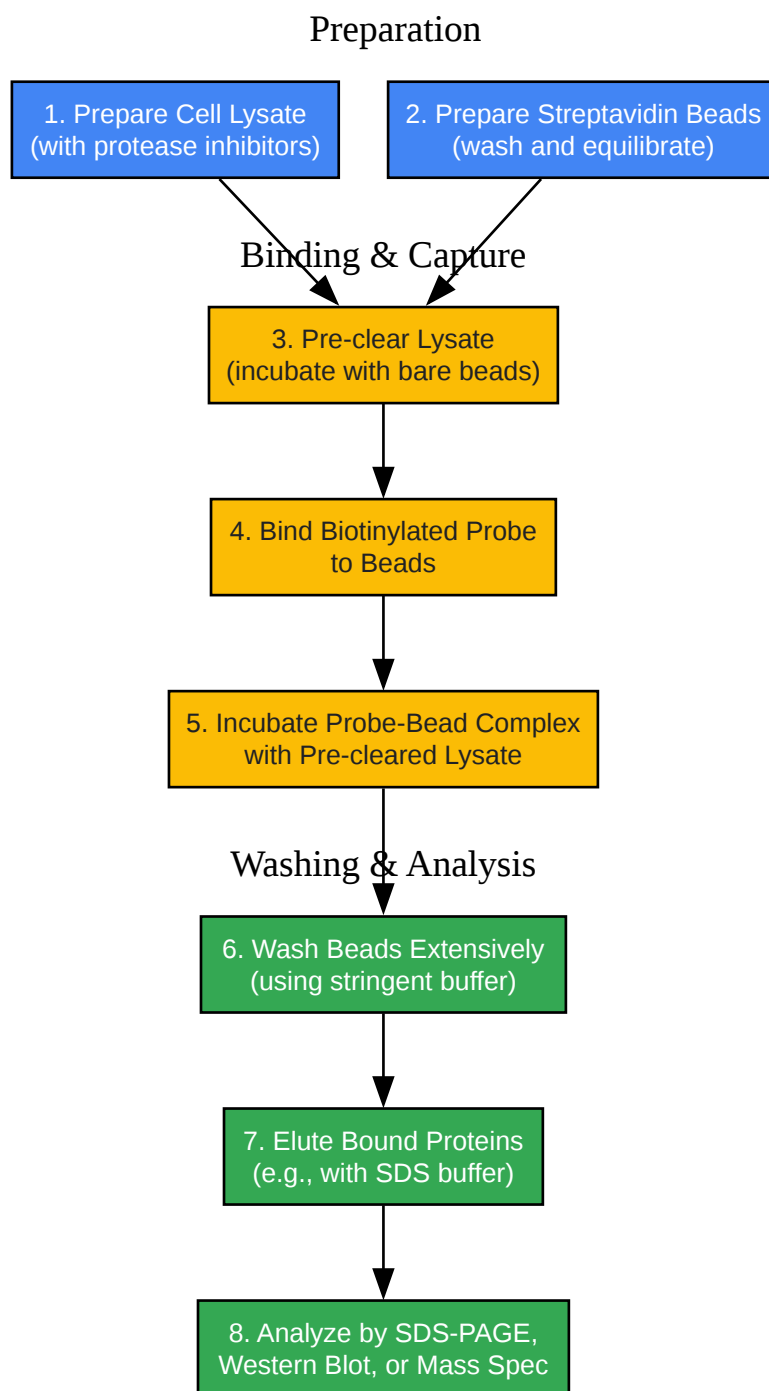 Preparation
1. Prepare Cell Lysate
(with protease inhibitors)
2. Prepare Streptavidin Beads
(wash and equilibrate)
Binding & Capture
3. Pre-clear Lysate
(incubate with bare beads)
4. Bind Biotinylated Probe
to Beads
5. Incubate Probe-Bead Complex
with Pre-cleared Lysate
Washing & Analysis
6. Wash Beads Extensively
(using stringent buffer)
7. Elute Bound Proteins
(e.g., with SDS buffer)
8. Analyze by SDS-PAGE,
Western Blot, or Mass Spec